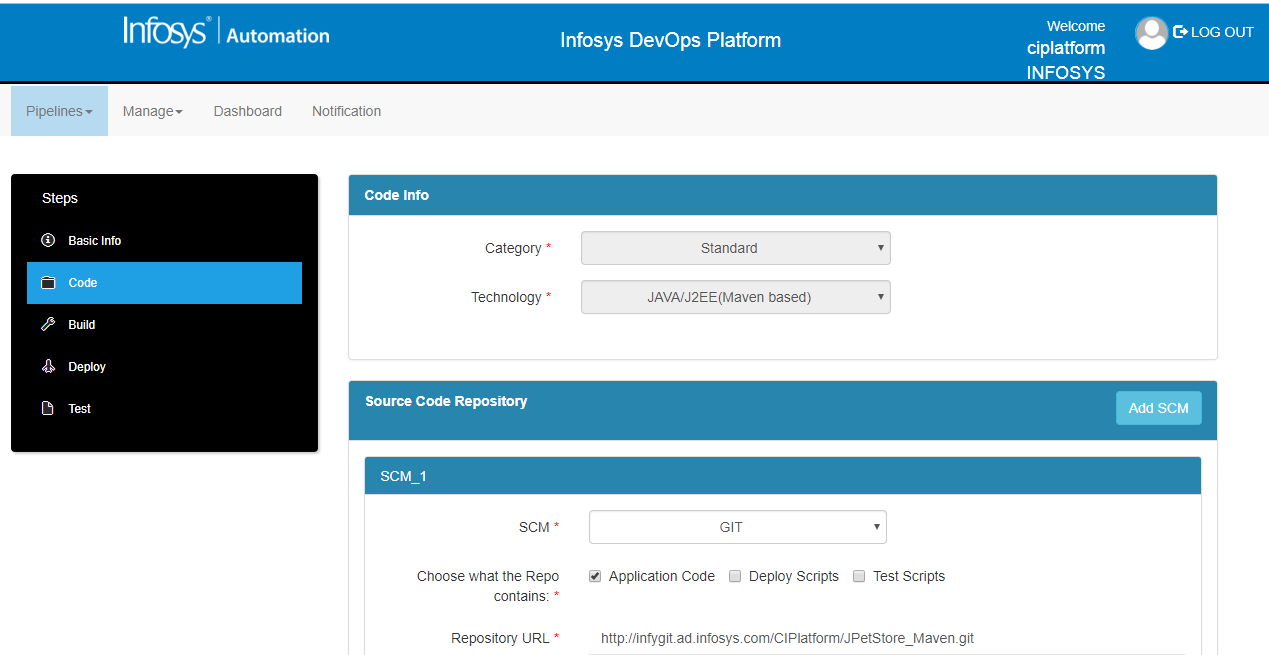 Infosys® | Automation
Infosys DevOps Platform
Welcome
ciplatform
INFOSYS
LOG OUT
Pipelines
Manage
Dashboard
Notification
Steps
Basic Info
Code
Build
Deploy
Test
Code Info
Category *
Standard
Technology *
JAVA/J2EE(Maven based)
Source Code Repository
Add SCM
SCM_1
SCM *
GIT
Choose what the Repo
contains: *
Application Code
Deploy Scripts
Test Scripts
Repository URL *
http://infygit.ad.infosys.com/CIPlatform/JPetStore_Maven.git